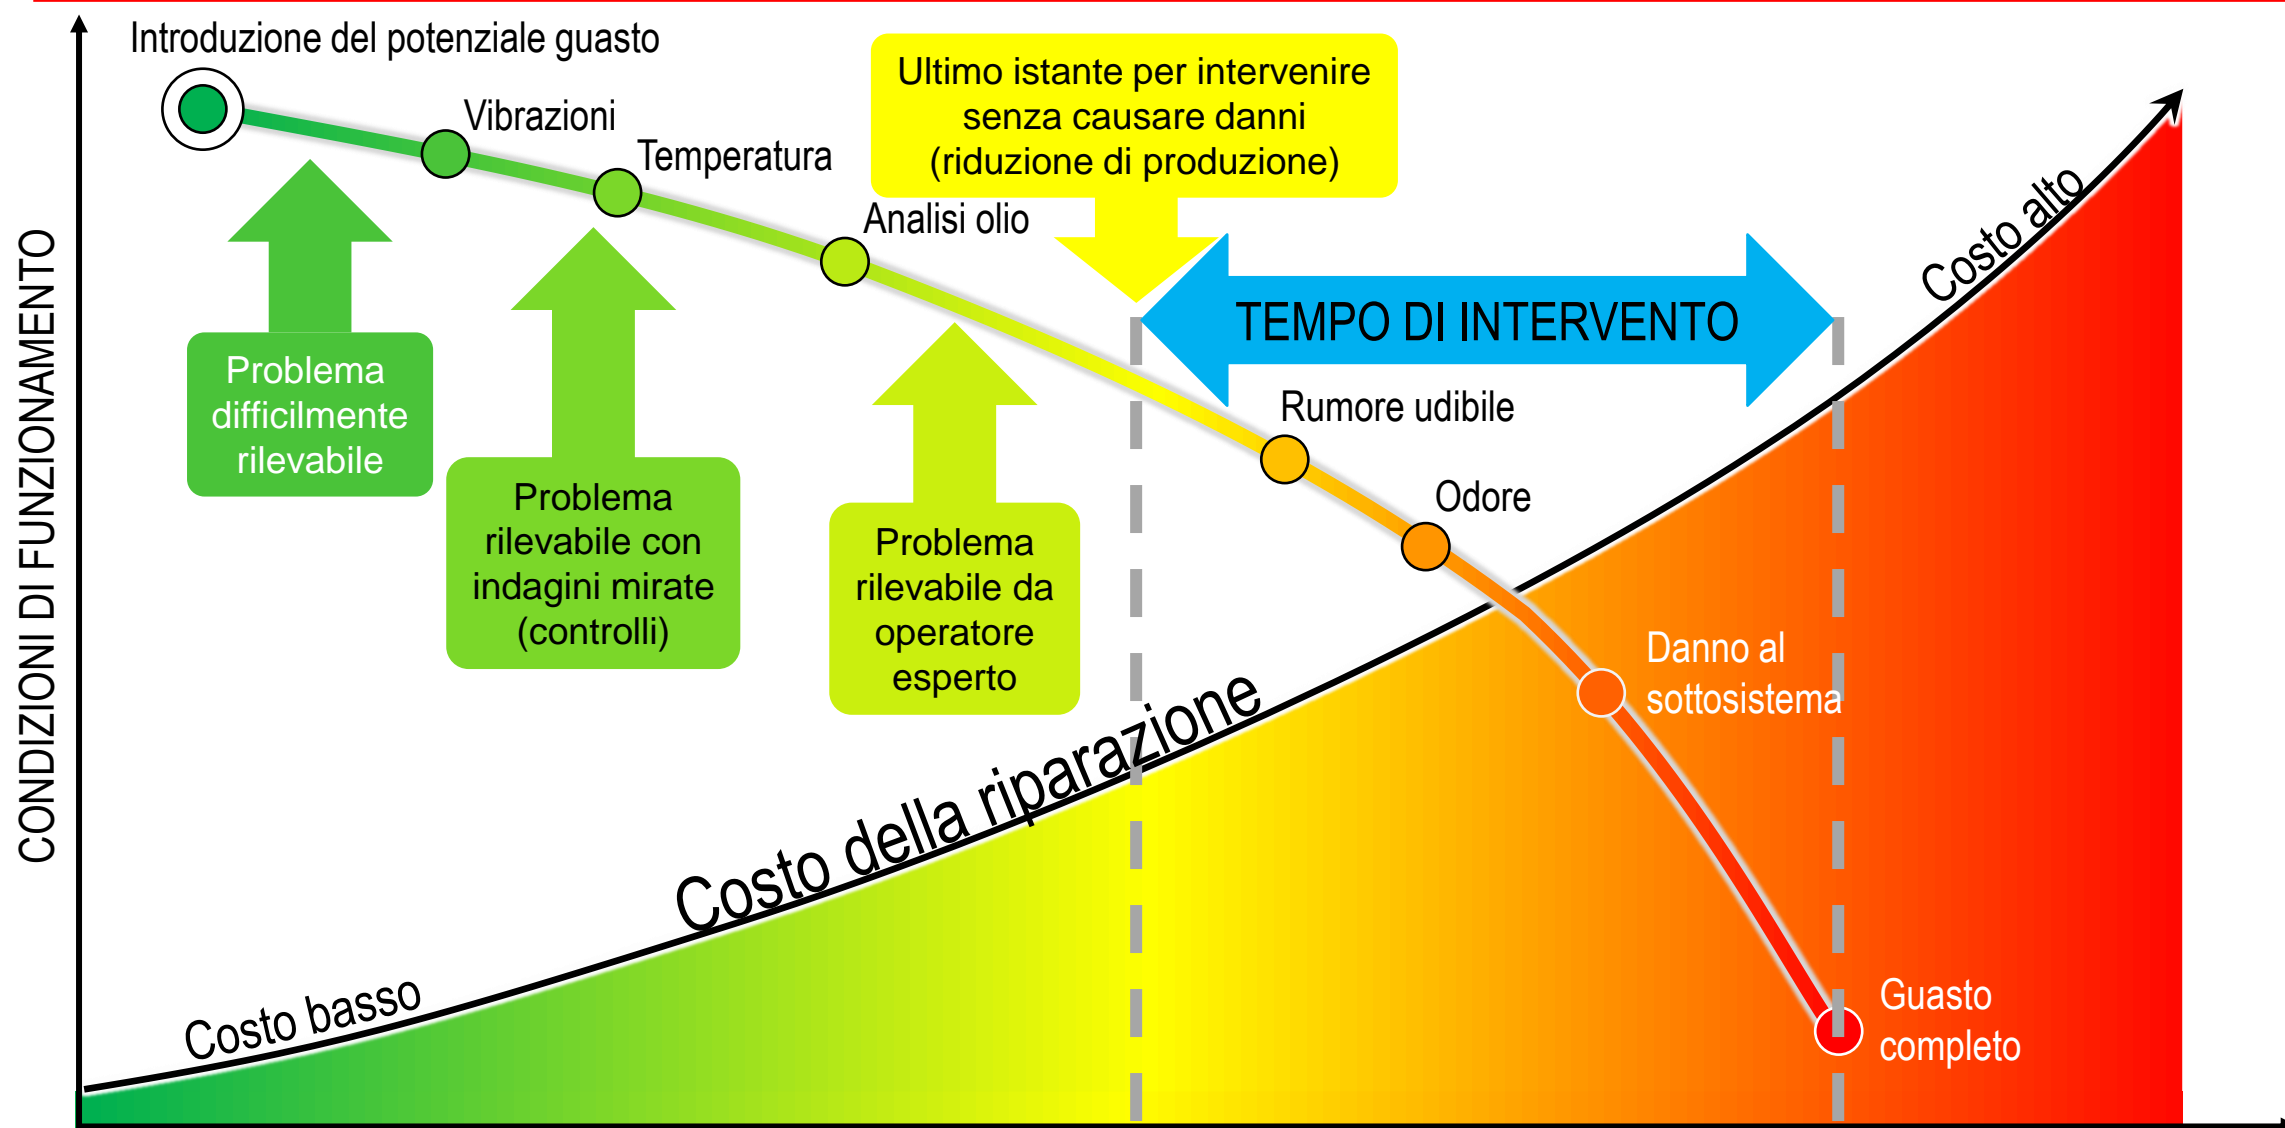 Introduzione del potenziale guasto
Vibrazioni
Temperatura
Analisi olio
Ultimo istante per intervenire
senza causare danni
(riduzione di produzione)
TEMPO DI INTERVENTO
Costo alto
CONDIZIONI DI FUNZIONAMENTO
Problema
difficilmente
rilevabile
Problema
rilevabile con
indagini mirate
(controlli)
Problema
rilevabile da
operatore
esperto
Rumore udibile
Odore
Danno al
sottosistema
Costo della riparazione
Costo basso
Guasto
completo